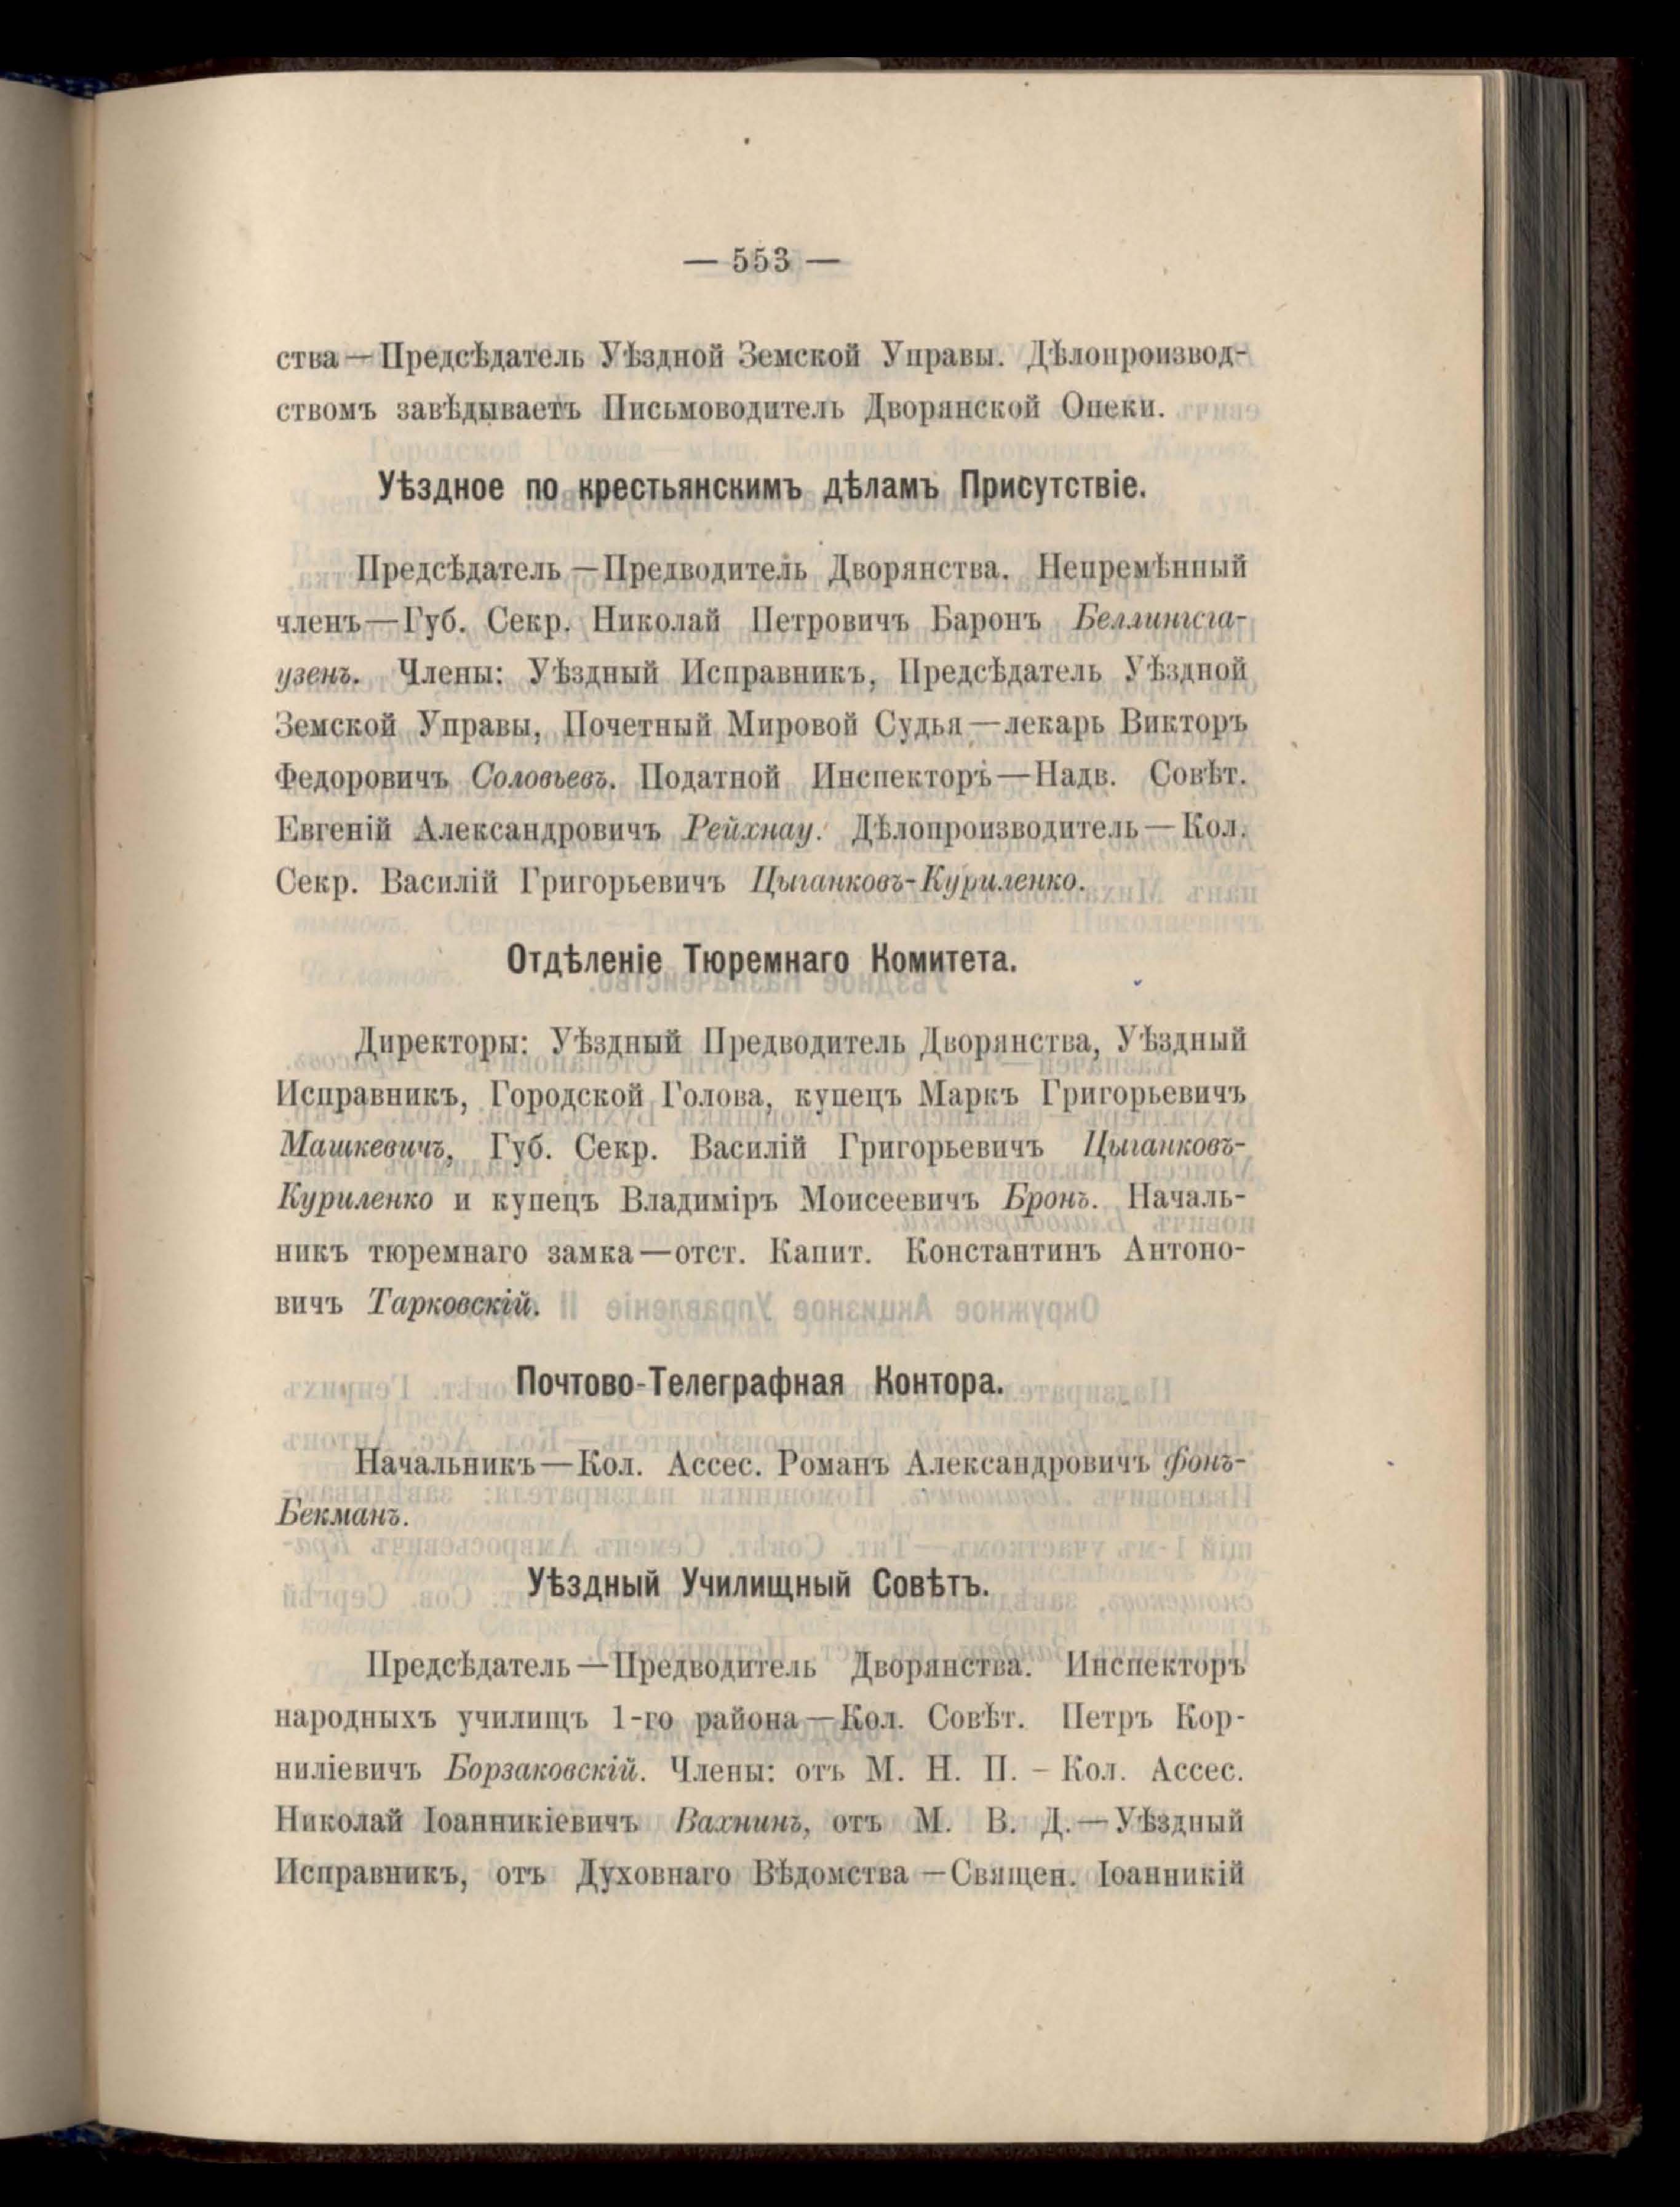 — 553 —
ства — Предсѣдатель Уѣздной Земской Управы. Дѣлопроизвод-
ствомъ завѣдываетъ Письмоводитель Дворянской Опеки.
Уѣздное по крестьянскимъ дѣламъ Присутствіе.
Предсѣдатель — Предводитель Дворянства. Непремѣнный
членъ — Губ. Секр. Николай Петровичъ Баронъ Беллингсга-
узенъ. Члены: Уѣздный Исправникъ, Предсѣдатель Уѣздной
Земской Управы, Почетный Мировой Судья — лекарь Викторъ
Федоровичъ Соловьевъ. Податной Инспекторъ — Надв. Совѣт.
Евгеній Александровичъ Рейхнау. Дѣлопроизводитель — Кол.
Секр. Василій Григорьевичъ Цыганковъ-Куриленко.
Отдѣленіе Тюремнаго Комитета.
Директоры: Уѣздный Предводитель Дворянства, Уѣздный
Исправникъ, Городской Голова, купецъ Маркъ Григорьевичъ
Машкевичъ, Губ. Секр. Василій Григорьевичъ Цыганковъ-
Куриленко и купецъ Владиміръ Моисеевичъ Бронъ. Началь-
никъ тюремнаго замка — отст. Капит. Константинъ Антоно-
вичъ Тарковскій.
Почтово-Телеграфная Контора.
Начальникъ — Кол. Ассес. Романъ Александровичъ фонъ-
Бекманъ.
Уѣздный Училищный Совѣтъ.
Предсѣдатель — Предводитель Дворянства. Инспекторъ
народныхъ училищъ 1-го района — Кол. Совѣт. Петръ Кор-
ниліевичъ Борзаковскій. Члены: отъ М. Н. П. – Кол. Ассес.
Николай Іоанникіевичъ Вахнинъ, отъ М. В. Д. — Уѣздный
Исправникъ, отъ Духовнаго Вѣдомства — Священ. Іоанникій